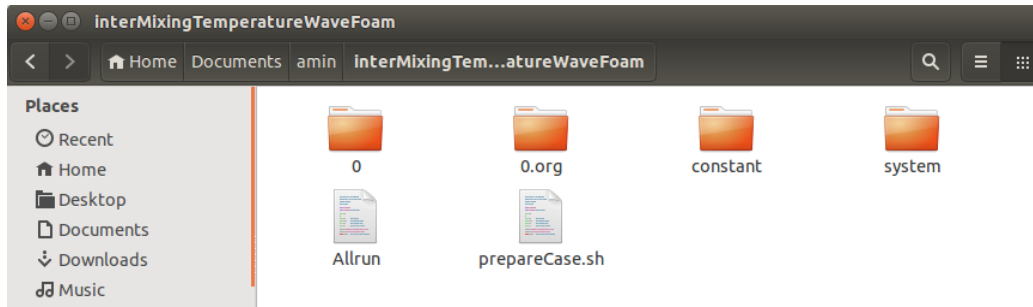 interMixingTemperatureWaveFoam
Home Documents amin interMixingTem...atureWaveFoam
Places
Recent
Home
Desktop
Documents
Downloads
Music
0 0.org constant system
Allrun prepareCase.sh